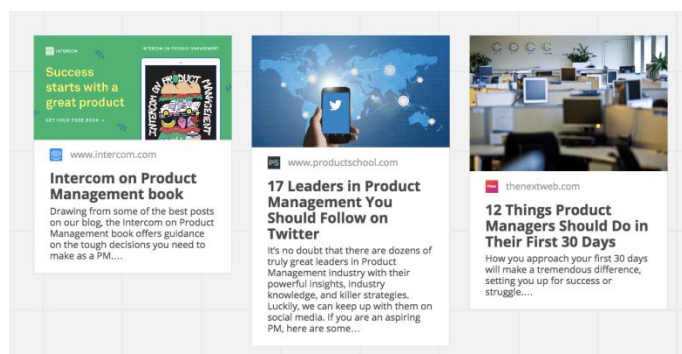 INTERCOM
INTERCOM ON PRODUCT MANAGEMENT
Success
starts with a
great product
GET YOUR FREE BOOK
INTERCOM ON PRODUCT MANAGEMENT
www.intercom.com
Intercom on Product
Management book
Drawing from some of the best posts
on our blog, the Intercom on Product
Management book offers guidance
on the tough decisions you need to
make as a PM....
PS
www.productschool.com
17 Leaders in Product
Management You
Should Follow on
Twitter
It's no doubt that there are dozens of
truly great leaders in Product
Management industry with their
powerful insights, industry
knowledge, and killer strategies.
Luckily, we can keep up with them on
social media. If you are an aspiring
PM, here are some...
thenextweb.com
12 Things Product
Managers Should Do in
Their First 30 Days
How you approach your first 30 days
will make a tremendous difference,
setting you up for success or
struggle....